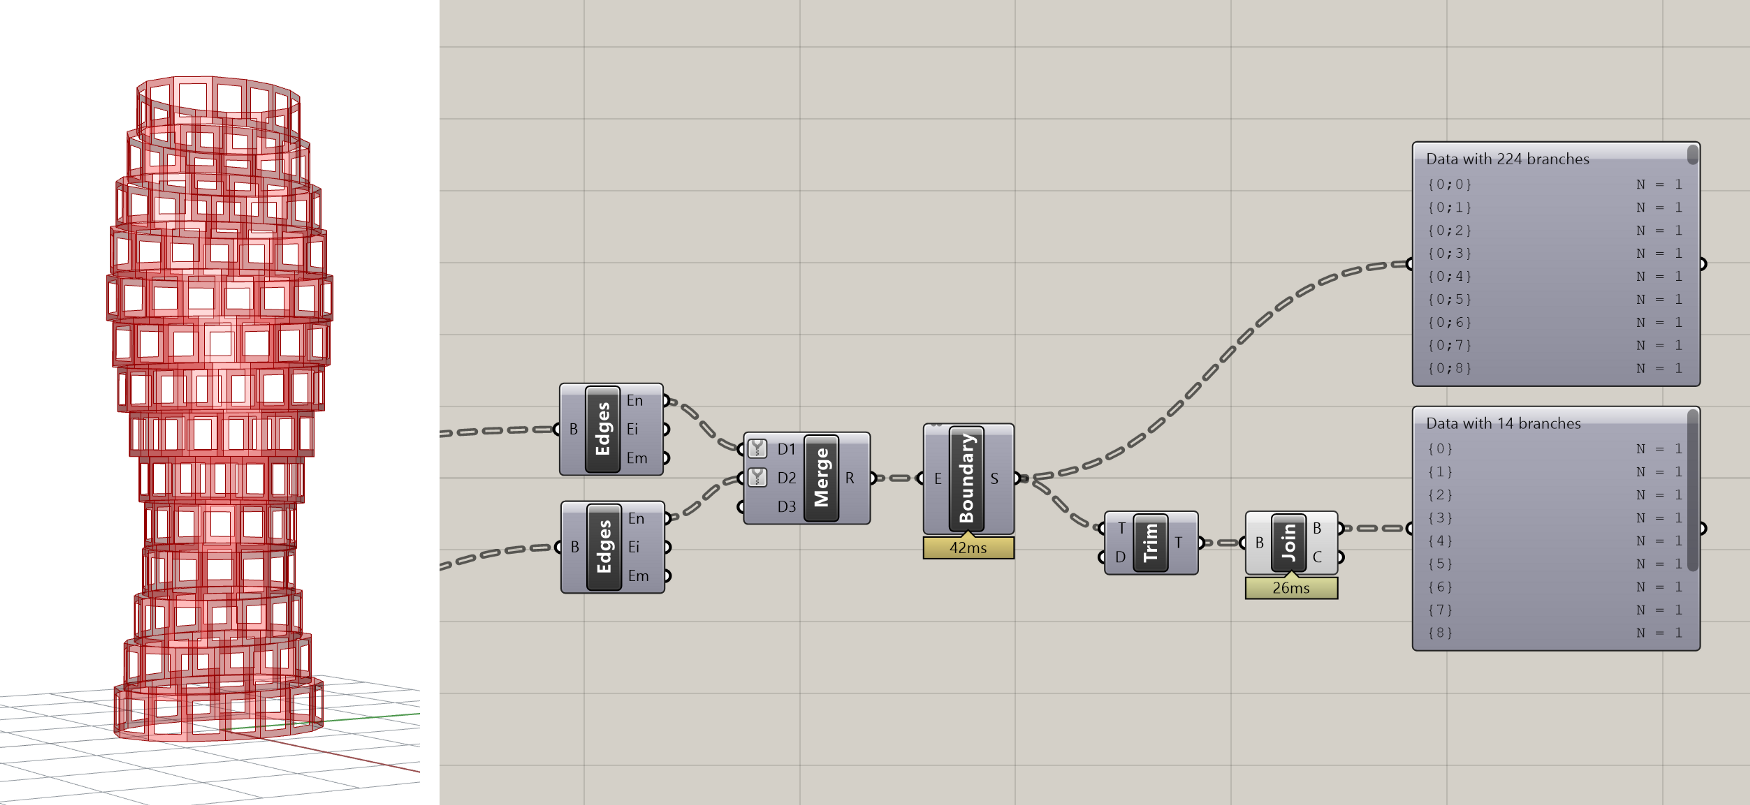 Edges
B
En
Ei
Em
Edges
B
En
Ei
Em
D1
D2
D3
Merge
R
E
Boundary
S
42ms
T
D
Trim
T
B
Join
B
C
26ms
Data with 224 branches
{0;0} N = 1
{0;1} N = 1
{0;2} N = 1
{0;3} N = 1
{0;4} N = 1
{0;5} N = 1
{0;6} N = 1
{0;7} N = 1
{0;8} N = 1
Data with 14 branches
{0} N = 1
{1} N = 1
{2} N = 1
{3} N = 1
{4} N = 1
{5} N = 1
{6} N = 1
{7} N = 1
{8} N = 1